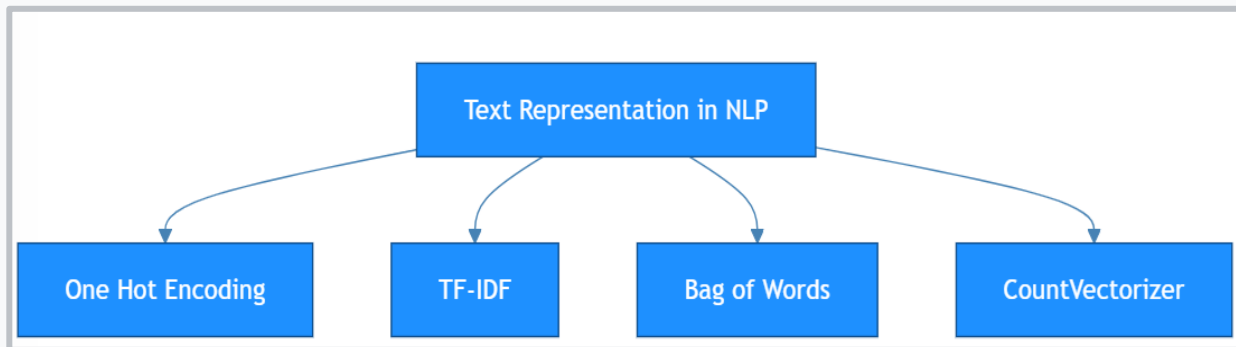 Text Representation in NLP
One Hot Encoding
TF-IDF
Bag of Words
CountVectorizer